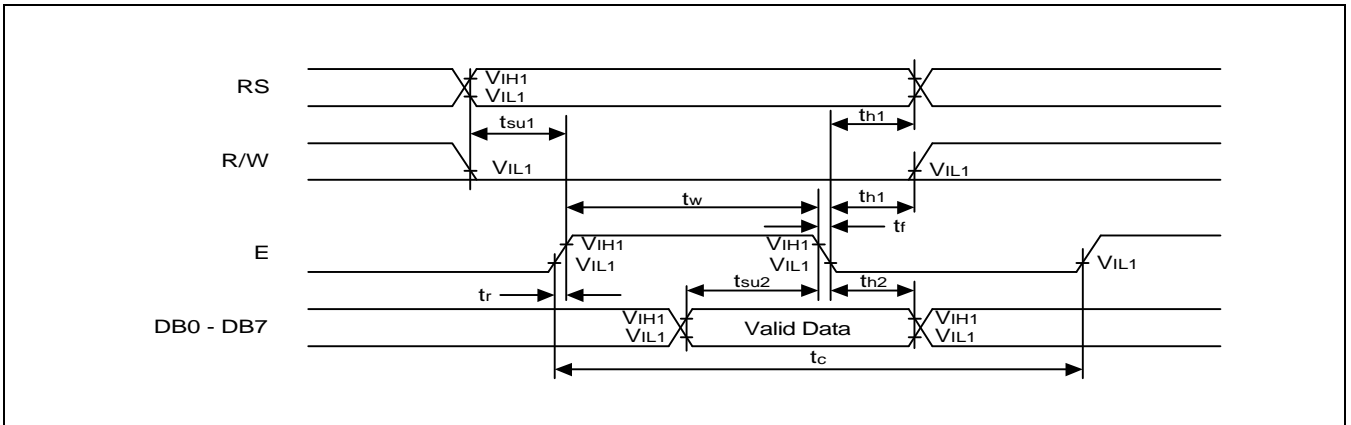 RS
VIH1
VIL1
tsu1
th1
R/W
VIL1
VIL1
tw
th1
tf
E
VIH1
VIL1
VIH1
VIL1
VIL1
tr
tsu2
th2
DB0 - DB7
VIH1
VIL1
Valid Data
VIH1
VIL1
tc